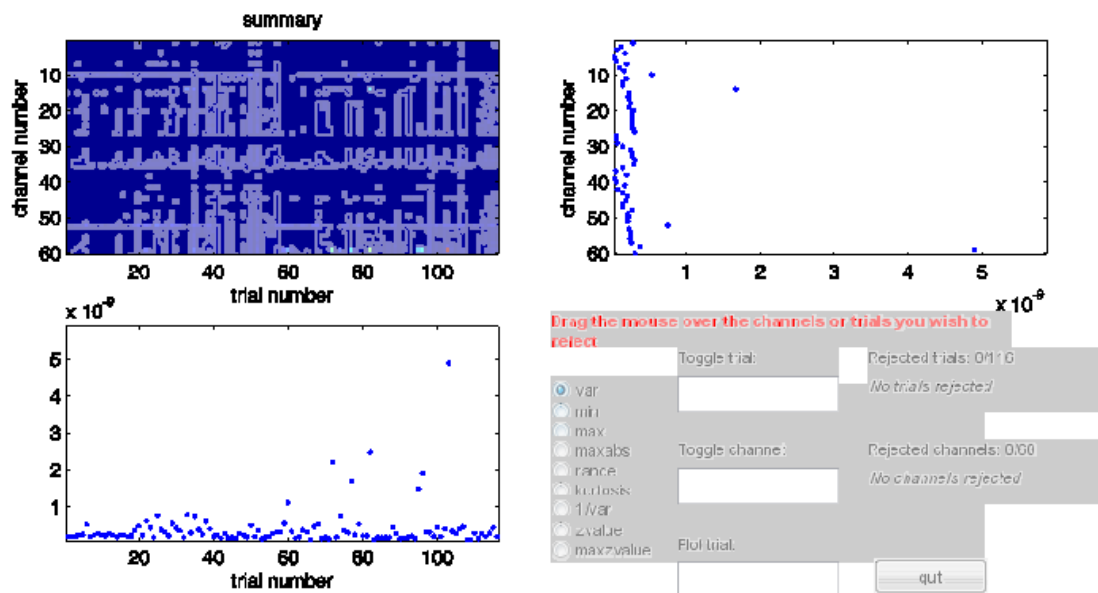 summary
channel number
10
20
30
40
50
60
20
40
60
80
100
trial number
channel number
10
20
30
40
50
60
1
2
3
4
5
x 10⁻⁹
x 10⁻⁹
5
4
3
2
1
20
40
60
80
100
trial number
Drag the mouse over the channels or trials you wish to
reject
Toggle trial:
Rejected trials: 0/116
No trials rejected
var
min
max
maxabs
range
kurtosis
1/var
zvalue
maxzvalue
Toggle channel:
Rejected channels: 0/60
No channels rejected
Plot trial:
quit